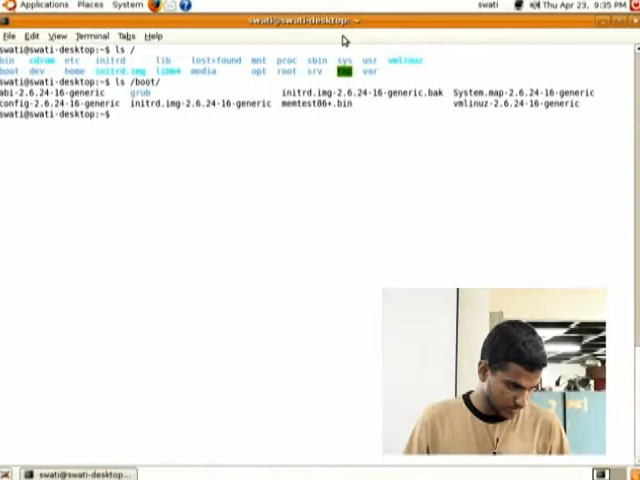 Applications Places System swati Thu Apr 23, 9:35 PM
swati@swati-desktop: ~
File Edit View Terminal Tabs Help
swati@swati-desktop:~$ ls /
bin cdrom etc initrd lib lost+found mnt proc sbin sys usr vmlinuz
boot dev home initrd.img lib64 media opt root srv tmp var
swati@swati-desktop:~$ ls /boot/
abi-2.6.24-16-generic grub initrd.img-2.6.24-16-generic.bak System.map-2.6.24-16-generic
config-2.6.24-16-generic initrd.img-2.6.24-16-generic memtest86+.bin vmlinuz-2.6.24-16-generic
swati@swati-desktop:~$
swati@swati-desktop...